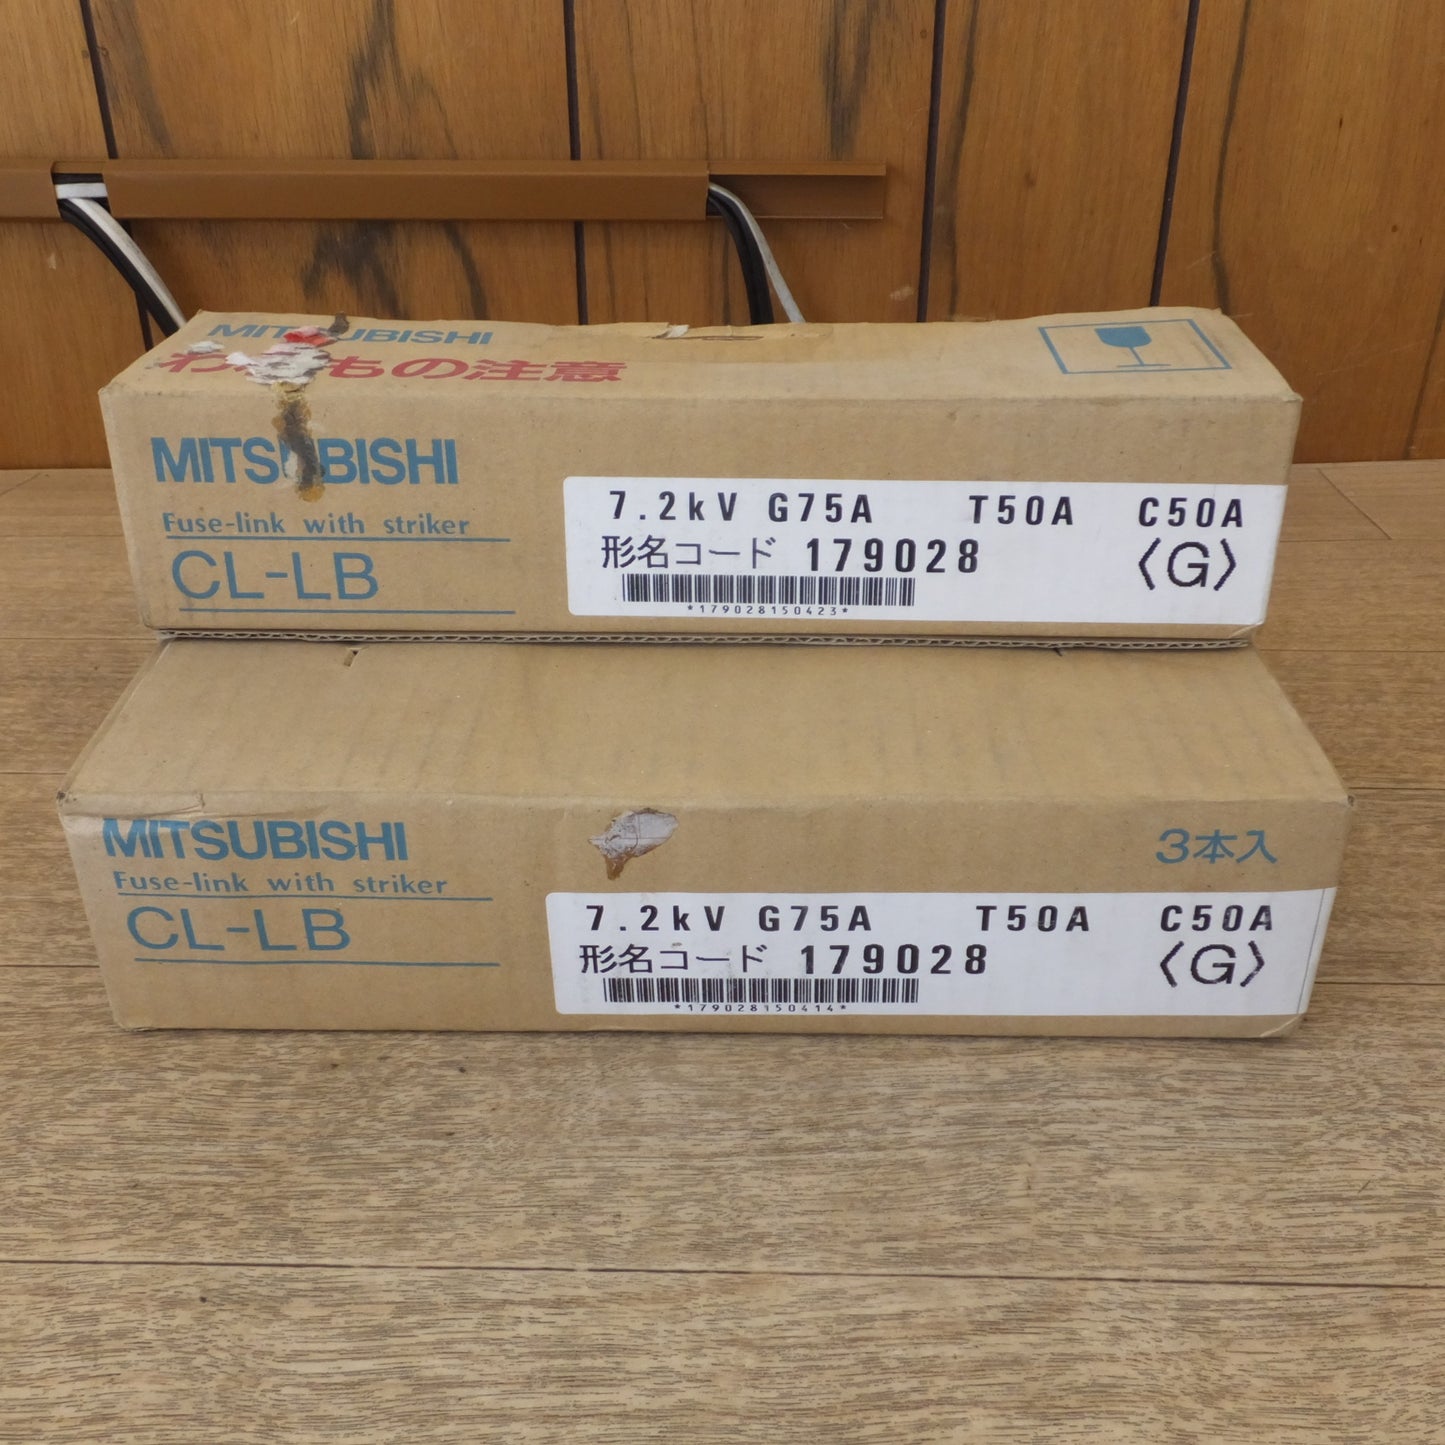 MITSUBISHI
われもの注意
MITSUBISHI
Fuse-link with striker
CL-LB
7.2kV G75A T50A C50A
形名コード 179028 〈G〉
*179028150423*
MITSUBISHI
3本入
Fuse-link with striker
CL-LB
7.2kV G75A T50A C50A
形名コード 179028 〈G〉
*179028150414*